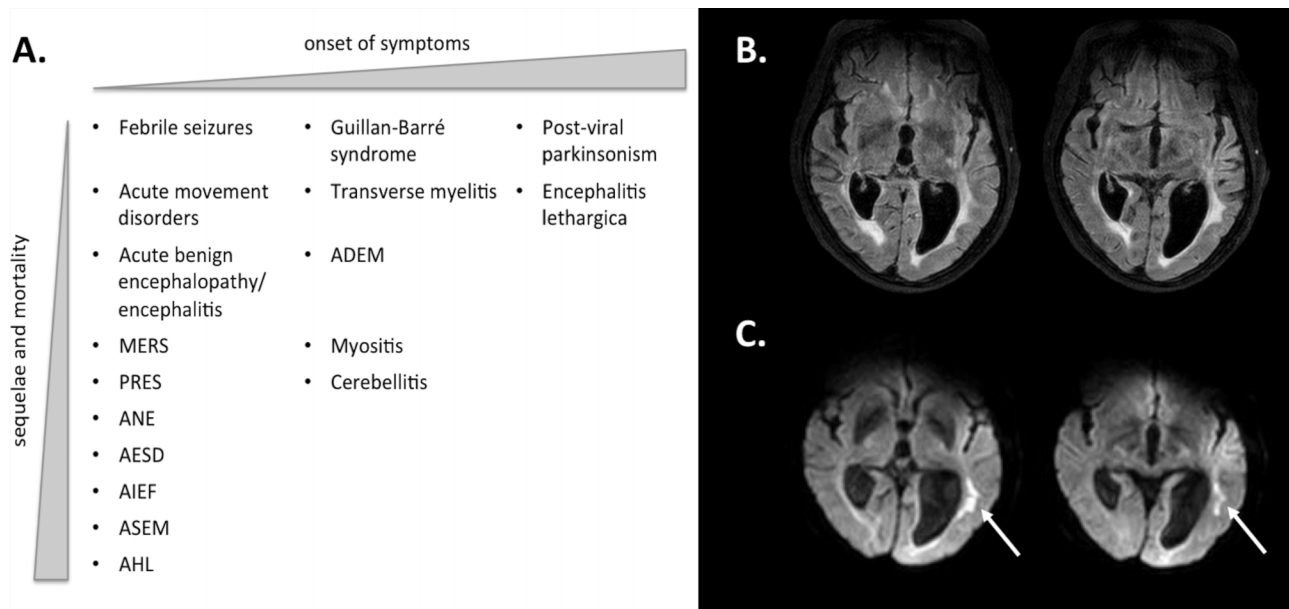 A.
onset of symptoms
sequelae and mortality
• Febrile seizures
• Acute movement
disorders
• Acute benign
encephalopathy/
encephalitis
• MERS
• PRES
• ANE
• AESD
• AIEF
• ASEM
• AHL
• Guillan-Barré
syndrome
• Transverse myelitis
• ADEM
• Myositis
• Cerebellitis
• Post-viral
parkinsonism
• Encephalitis
lethargica
B.
C.